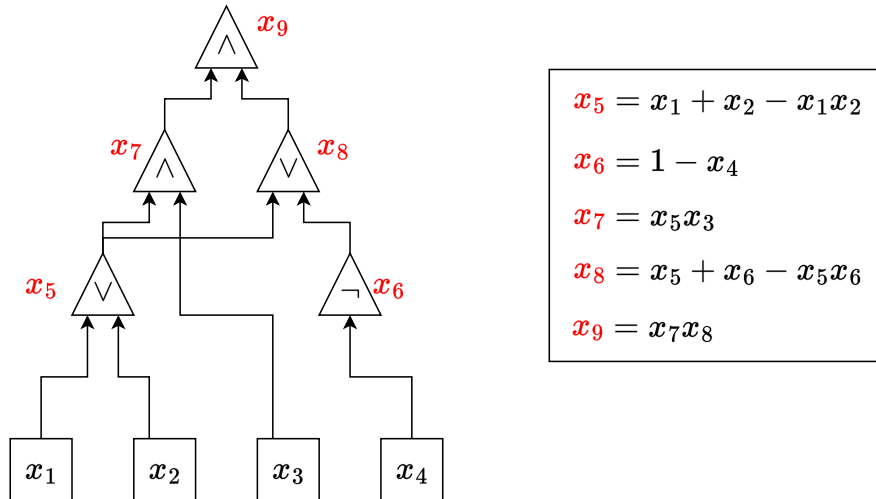 x₉
∧
x₇
∧
x₈
∨
x₅
∨
x₆
¬
x₁
x₂
x₃
x₄
x₅ = x₁ + x₂ − x₁x₂
x₆ = 1 − x₄
x₇ = x₅x₃
x₈ = x₅ + x₆ − x₅x₆
x₉ = x₇x₈